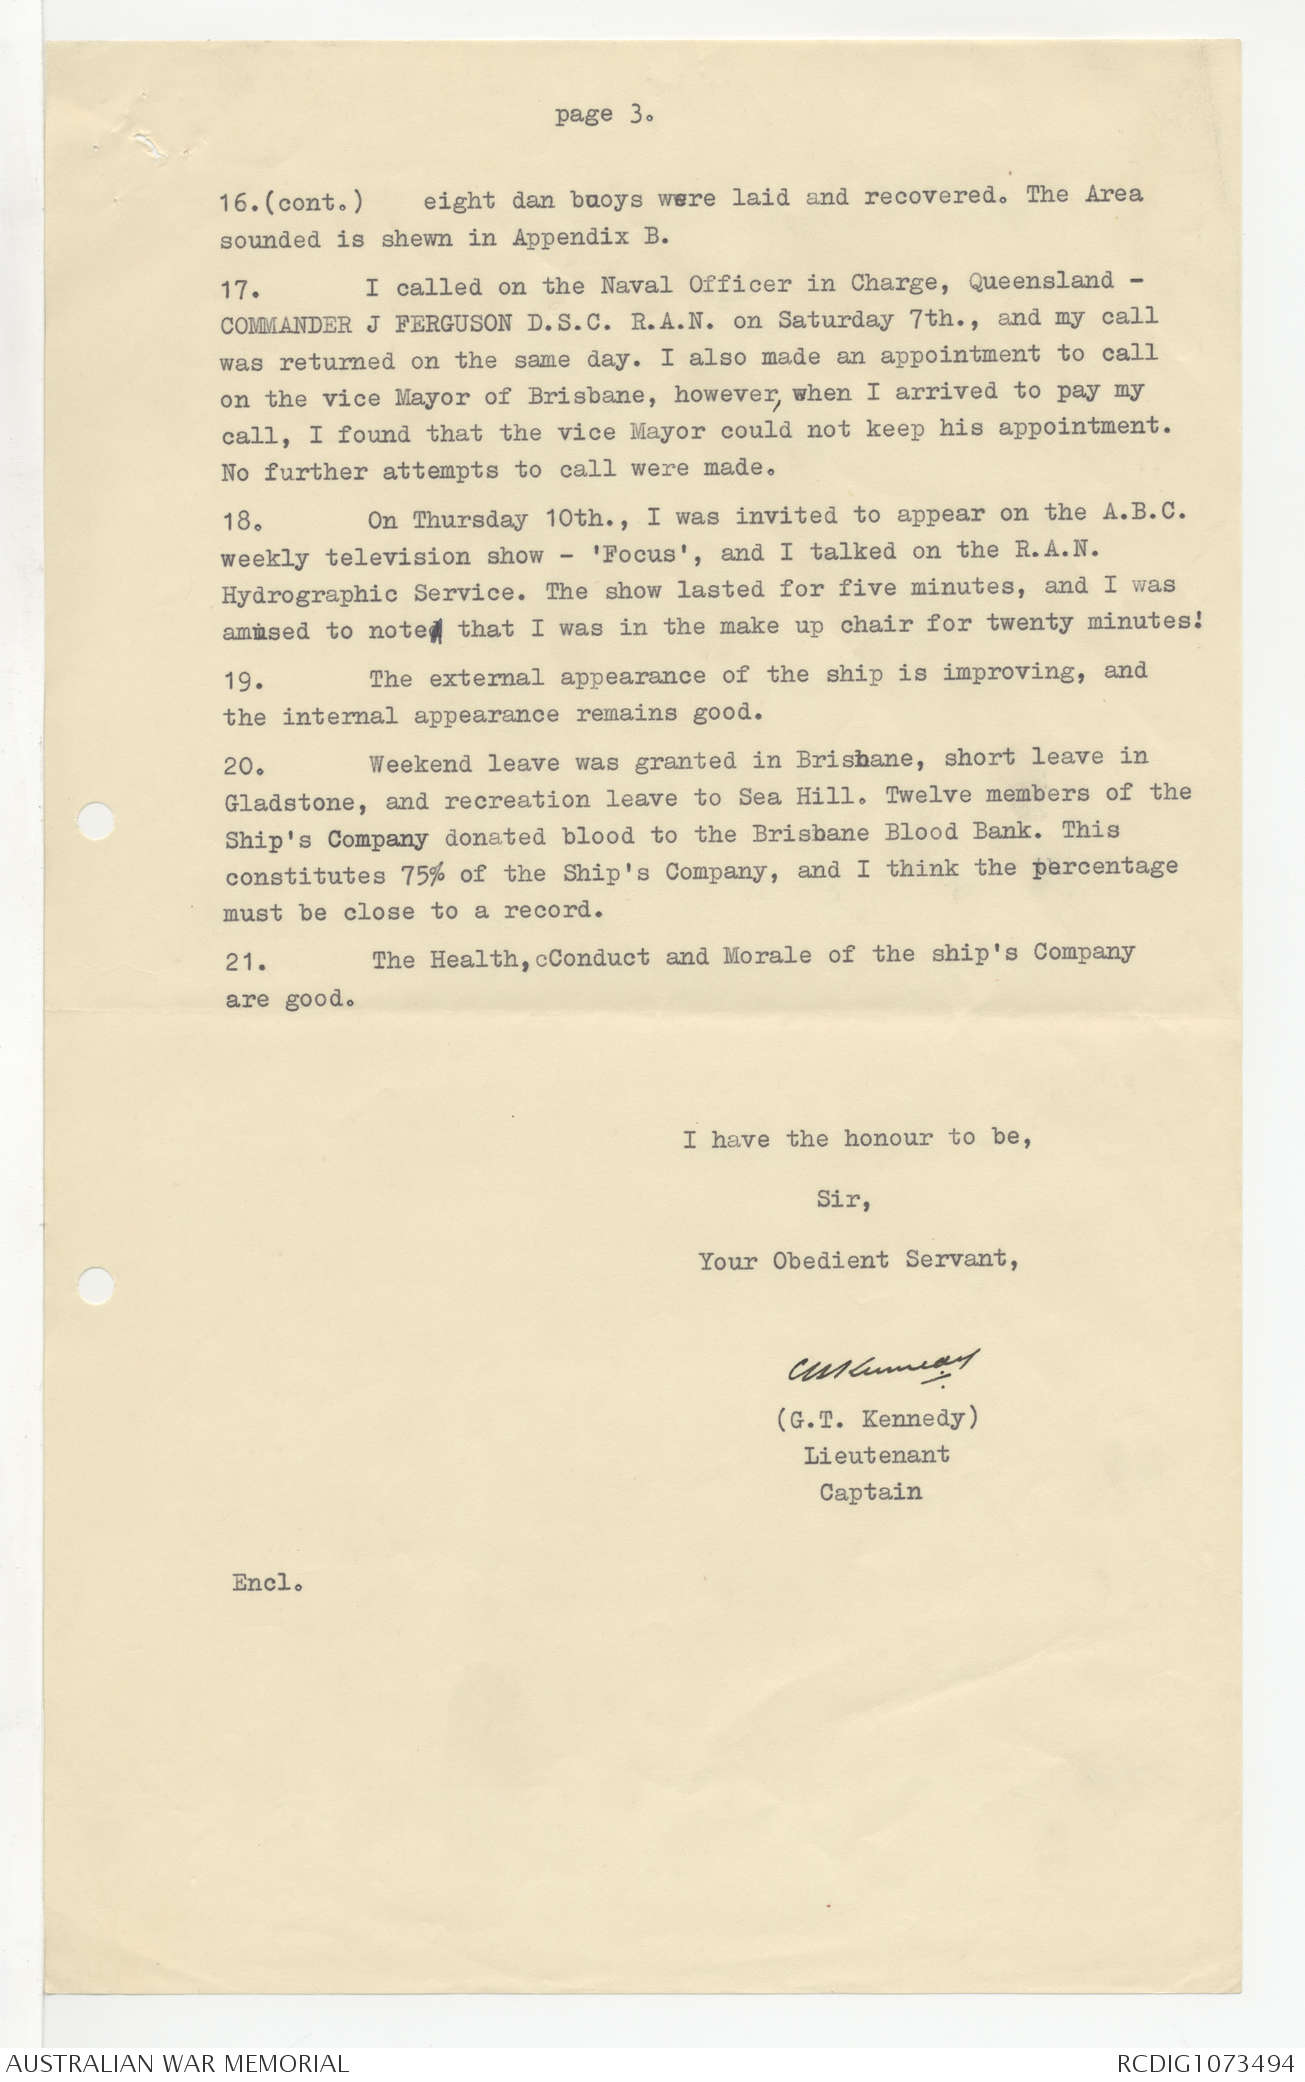 page 3.
16.(cont.) eight dan buoys were laid and recovered. The Area
sounded is shewn in Appendix B.
17. I called on the Naval Officer in Charge, Queensland -
COMMANDER J FERGUSON D.S.C. R.A.N. on Saturday 7th., and my call
was returned on the same day. I also made an appointment to call
on the vice Mayor of Brisbane, however, when I arrived to pay my
call, I found that the vice Mayor could not keep his appointment.
No further attempts to call were made.
18. On Thursday 10th., I was invited to appear on the A.B.C.
weekly television show - 'Focus', and I talked on the R.A.N.
Hydrographic Service. The show lasted for five minutes, and I was
amused to note that I was in the make up chair for twenty minutes!
19. The external appearance of the ship is improving, and
the internal appearance remains good.
20. Weekend leave was granted in Brisbane, short leave in
Gladstone, and recreation leave to Sea Hill. Twelve members of the
Ship's Company donated blood to the Brisbane Blood Bank. This
constitutes 75% of the Ship's Company, and I think the percentage
must be close to a record.
21. The Health,cConduct and Morale of the ship's Company
are good.
I have the honour to be,
Sir,
Your Obedient Servant,
GTKennedy
(G.T. Kennedy)
Lieutenant
Captain
Encl.
AUSTRALIAN WAR MEMORIAL
RCDIG1073494